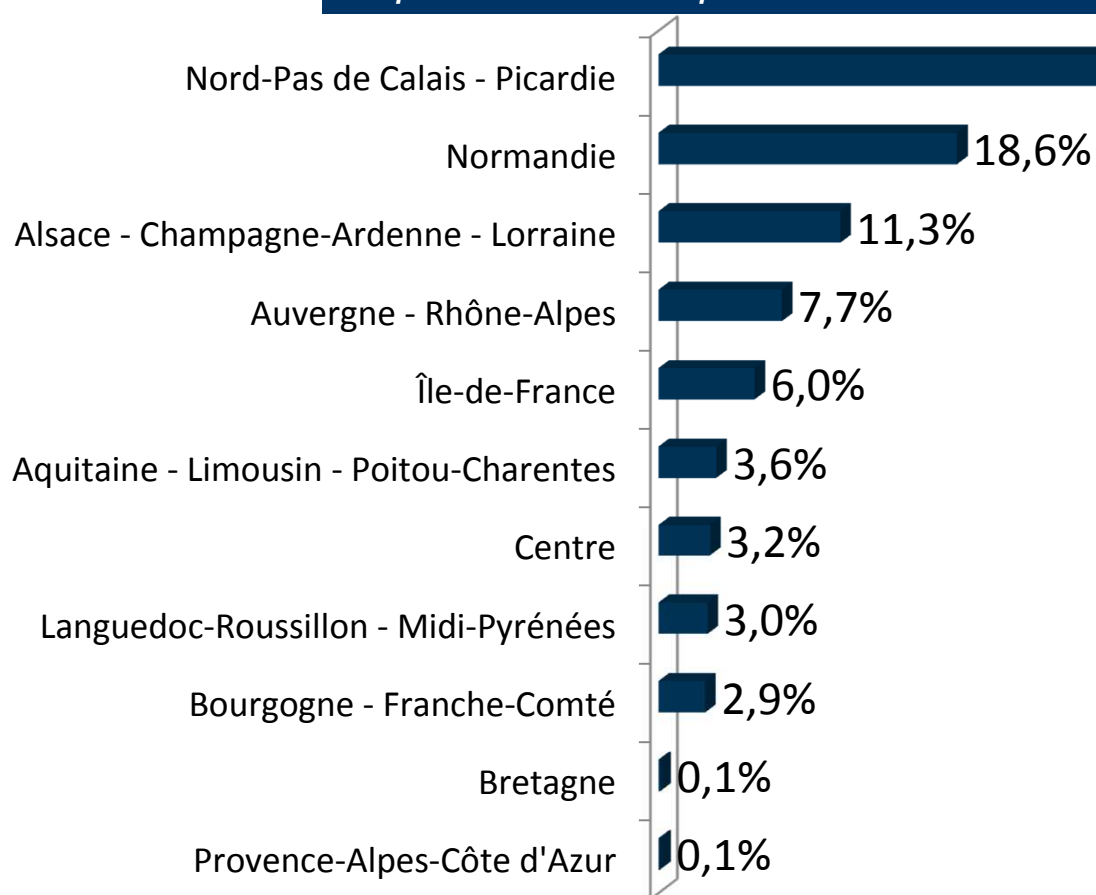 Nord-Pas de Calais - Picardie
Normandie 18,6%
Alsace - Champagne-Ardenne - Lorraine 11,3%
Auvergne - Rhône-Alpes 7,7%
Île-de-France 6,0%
Aquitaine - Limousin - Poitou-Charentes 3,6%
Centre 3,2%
Languedoc-Roussillon - Midi-Pyrénées 3,0%
Bourgogne - Franche-Comté 2,9%
Bretagne 0,1%
Provence-Alpes-Côte d'Azur 0,1%